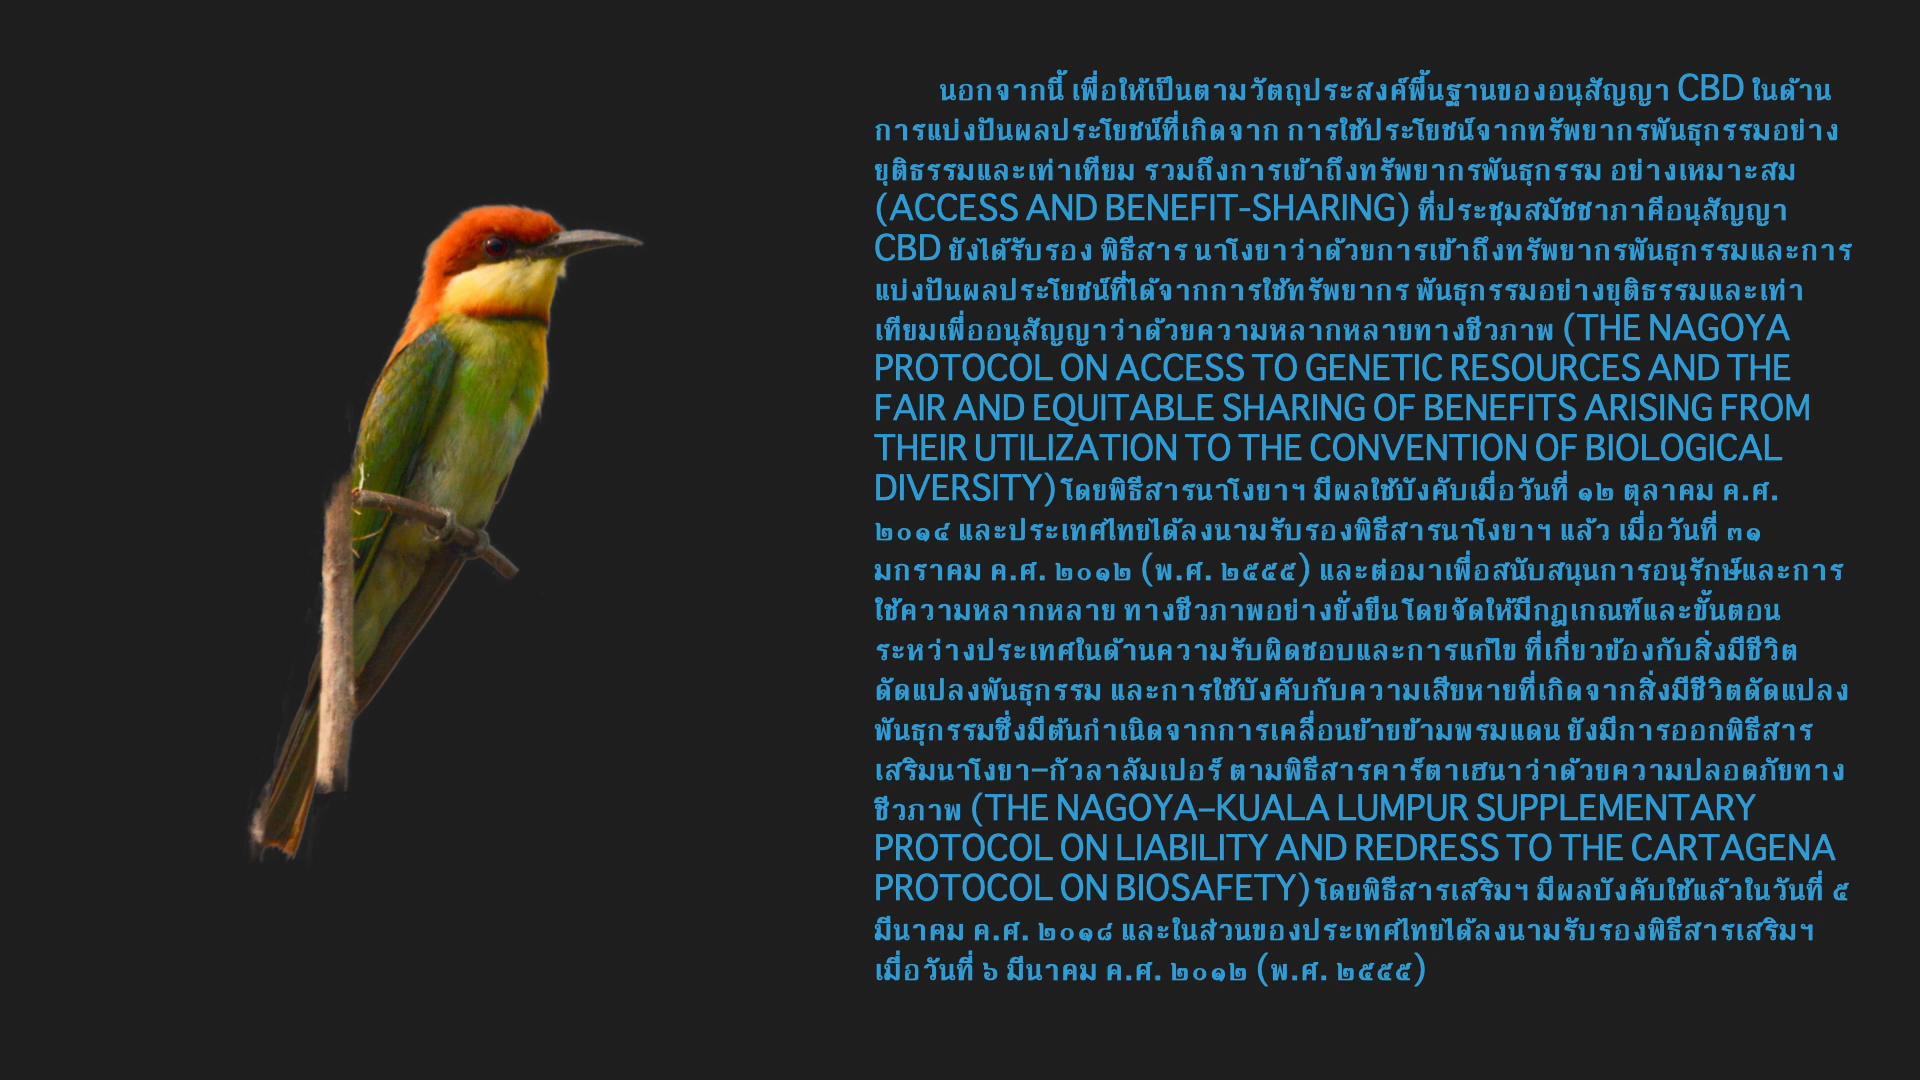 นอกจากนี้ เพื่อให้เป็นตามวัตถุประสงค์พื้นฐานของอนุสัญญา CBD ในด้าน
การแบ่งปันผลประโยชน์ที่เกิดจาก การใช้ประโยชน์จากทรัพยากรพันธุกรรมอย่าง
ยุติธรรมและเท่าเทียม รวมถึงการเข้าถึงทรัพยากรพันธุกรรม อย่างเหมาะสม
(ACCESS AND BENEFIT-SHARING) ที่ประชุมสมัชชาภาคีอนุสัญญา
CBD ยังได้รับรอง พิธีสาร นาโงยาว่าด้วยการเข้าถึงทรัพยากรพันธุกรรมและการ
แบ่งปันผลประโยชน์ที่ได้จากการใช้ทรัพยากร พันธุกรรมอย่างยุติธรรมและเท่า
เทียมเพื่ออนุสัญญาว่าด้วยความหลากหลายทางชีวภาพ (THE NAGOYA
PROTOCOL ON ACCESS TO GENETIC RESOURCES AND THE
FAIR AND EQUITABLE SHARING OF BENEFITS ARISING FROM
THEIR UTILIZATION TO THE CONVENTION OF BIOLOGICAL
DIVERSITY) โดยพิธีสารนาโงยาฯ มีผลใช้บังคับเมื่อวันที่ ๑๒ ตุลาคม ค.ศ.
๒๐๑๔ และประเทศไทยได้ลงนามรับรองพิธีสารนาโงยาฯ แล้ว เมื่อวันที่ ๓๑
มกราคม ค.ศ. ๒๐๑๒ (พ.ศ. ๒๕๕๕) และต่อมาเพื่อสนับสนุนการอนุรักษ์และการ
ใช้ความหลากหลาย ทางชีวภาพอย่างยั่งยืน โดยจัดให้มีกฎเกณฑ์และขั้นตอน
ระหว่างประเทศในด้านความรับผิดชอบและการแก้ไข ที่เกี่ยวข้องกับสิ่งมีชีวิต
ดัดแปลงพันธุกรรม และการใช้บังคับกับความเสียหายที่เกิดจากสิ่งมีชีวิตดัดแปลง
พันธุกรรมซึ่งมีต้นกำเนิดจากการเคลื่อนย้ายข้ามพรมแดน ยังมีการออกพิธีสาร
เสริมนาโงยา–กัวลาลัมเปอร์ ตามพิธีสารคาร์ตาเฮนาว่าด้วยความปลอดภัยทาง
ชีวภาพ (THE NAGOYA–KUALA LUMPUR SUPPLEMENTARY
PROTOCOL ON LIABILITY AND REDRESS TO THE CARTAGENA
PROTOCOL ON BIOSAFETY) โดยพิธีสารเสริมฯ มีผลบังคับใช้แล้วในวันที่ ๕
มีนาคม ค.ศ. ๒๐๑๘ และในส่วนของประเทศไทยได้ลงนามรับรองพิธีสารเสริมฯ
เมื่อวันที่ ๖ มีนาคม ค.ศ. ๒๐๑๒ (พ.ศ. ๒๕๕๕)